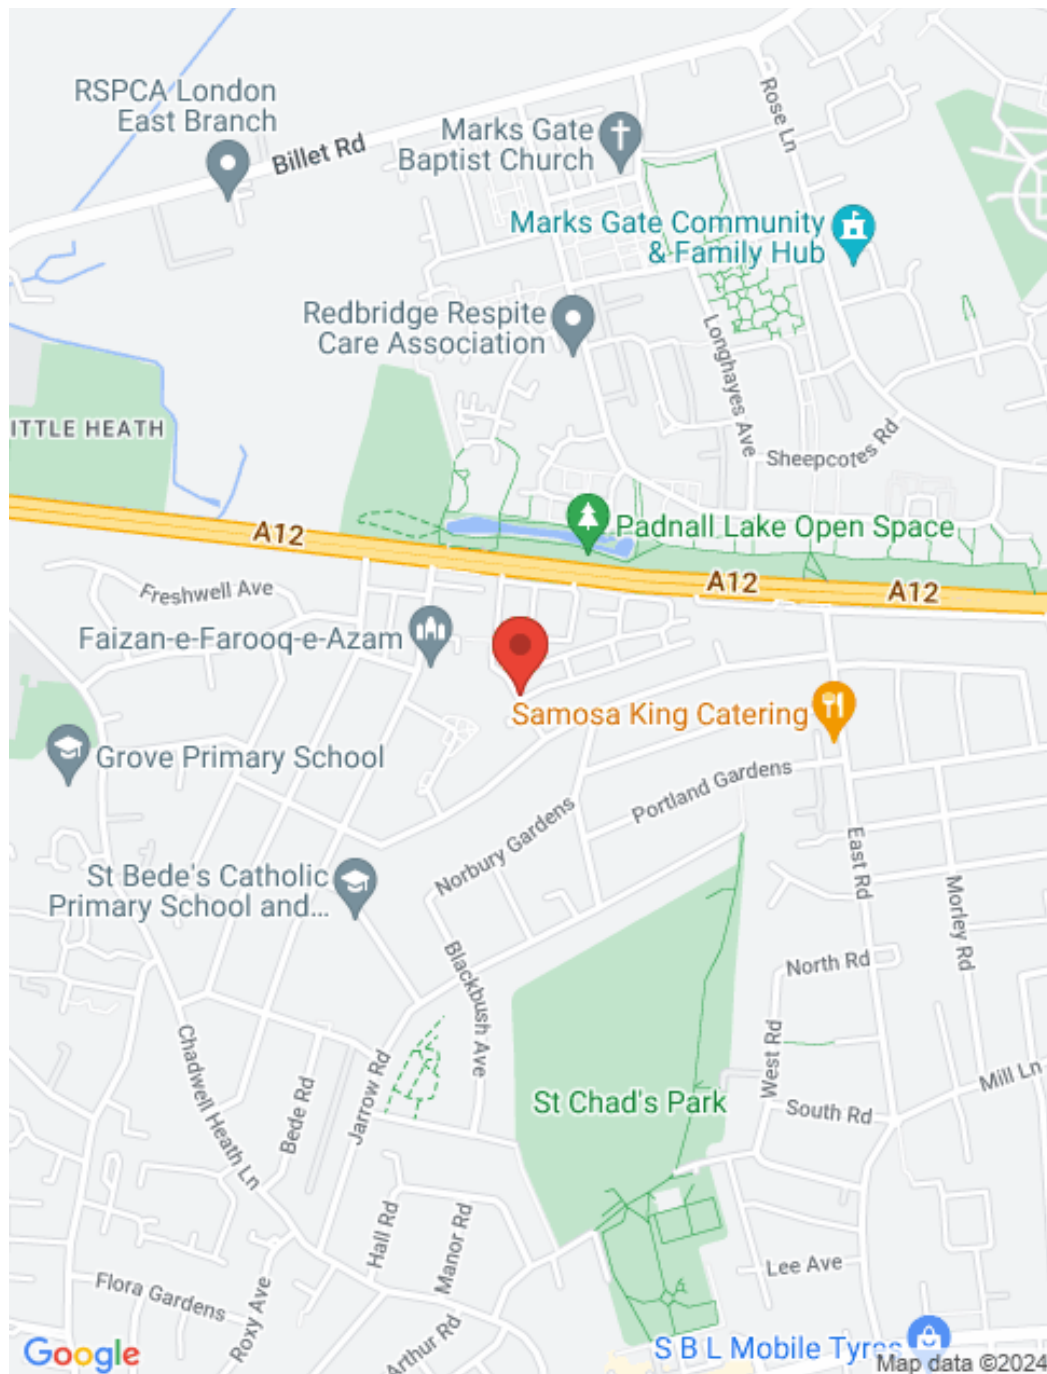 RSPCA London
East Branch
Billet Rd
Marks Gate
Baptist Church
Rose Ln
Marks Gate Community
& Family Hub
Redbridge Respite
Care Association
Longhayes Ave
ITTLE HEATH
Sheepcotes Rd
A12
Padnall Lake Open Space
A12
A12
Freshwell Ave
Faizan-e-Farooq-e-Azam
Samosa King Catering
Grove Primary School
Portland Gardens
Norbury Gardens
East Rd
St Bede's Catholic
Primary School and...
Morley Rd
Blackbush Ave
North Rd
West Rd
Chadwell Heath Ln
Bede Rd
Jarrow Rd
Mill Ln
St Chad's Park
South Rd
Hall Rd
Manor Rd
Lee Ave
Flora Gardens
Roxy Ave
Arthur Rd
S B L Mobile Tyres
Google
Map data ©2024